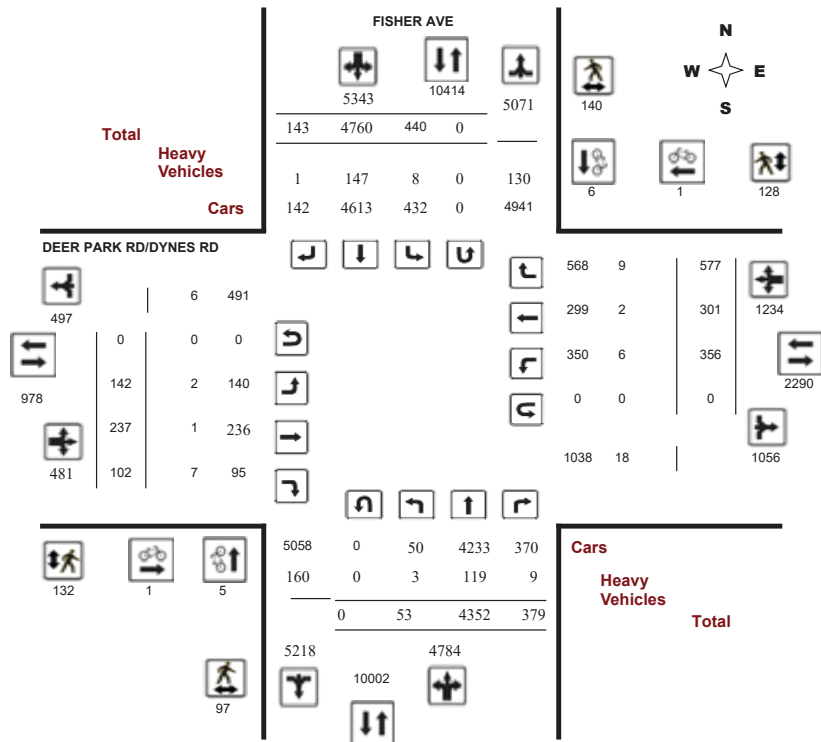 FISHER AVE
N
W E
S
5343
10414
5071
140
Total
143 4760 440 0
Heavy
Vehicles
1 147 8 0 130
6
1
128
Cars
142 4613 432 0 4941
DEER PARK RD/DYNES RD
568 9 577
6 491
497
1234
299 2 301
0 0 0
350 6 356
978
142 2 140
2290
0 0 0
237 1 236
1038 18
1056
481
102 7 95
5058 0 50 4233 370
Cars
160 0 3 119 9
Heavy
Vehicles
132
1
5
0 53 4352 379
Total
5218
4784
10002
97